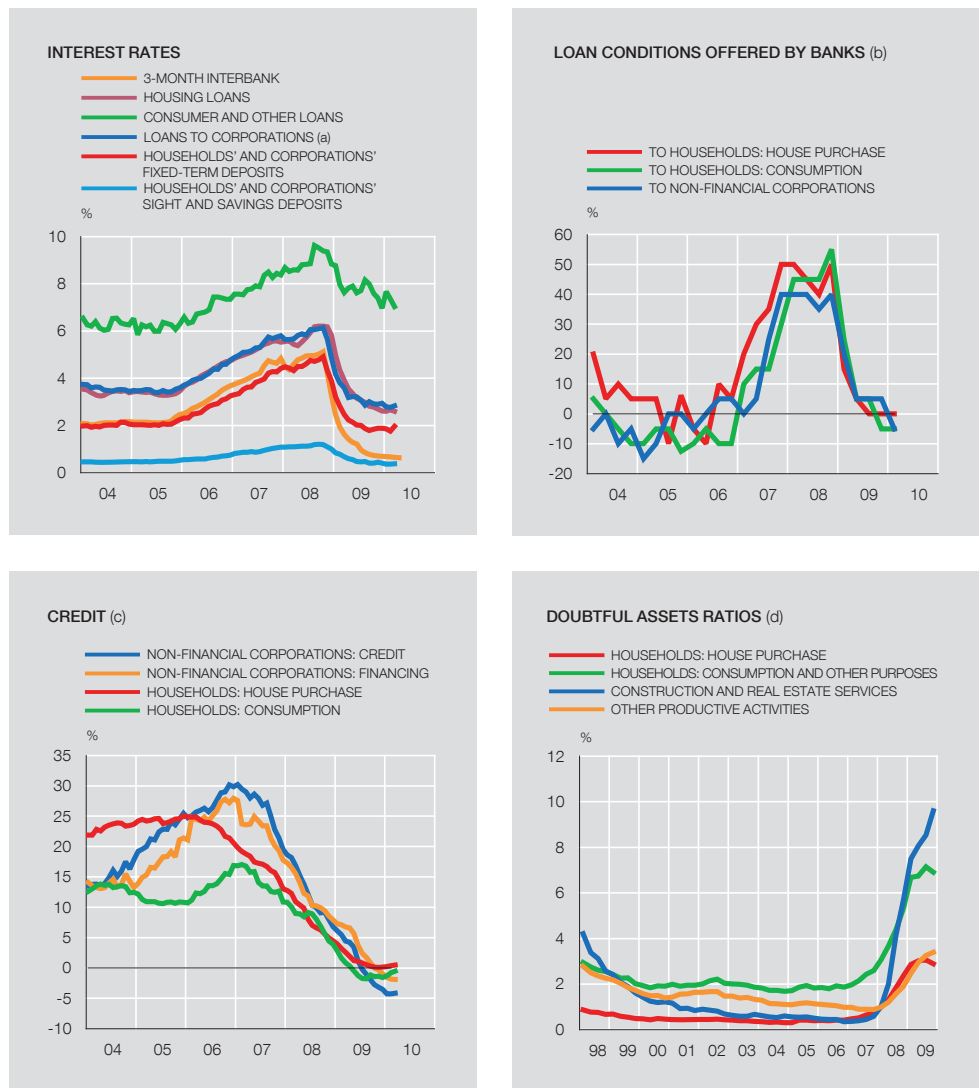 INTEREST RATES
3-MONTH INTERBANK
HOUSING LOANS
CONSUMER AND OTHER LOANS
LOANS TO CORPORATIONS (a)
HOUSEHOLDS' AND CORPORATIONS'
FIXED-TERM DEPOSITS
HOUSEHOLDS' AND CORPORATIONS'
SIGHT AND SAVINGS DEPOSITS
%
10
8
6
4
2
0
04 05 06 07 08 09 10
LOAN CONDITIONS OFFERED BY BANKS (b)
TO HOUSEHOLDS: HOUSE PURCHASE
TO HOUSEHOLDS: CONSUMPTION
TO NON-FINANCIAL CORPORATIONS
%
60
50
40
30
20
10
0
-10
-20
04 05 06 07 08 09 10
CREDIT (c)
NON-FINANCIAL CORPORATIONS: CREDIT
NON-FINANCIAL CORPORATIONS: FINANCING
HOUSEHOLDS: HOUSE PURCHASE
HOUSEHOLDS: CONSUMPTION
%
35
30
25
20
15
10
5
0
-5
-10
04 05 06 07 08 09 10
DOUBTFUL ASSETS RATIOS (d)
HOUSEHOLDS: HOUSE PURCHASE
HOUSEHOLDS: CONSUMPTION AND OTHER PURPOSES
CONSTRUCTION AND REAL ESTATE SERVICES
OTHER PRODUCTIVE ACTIVITIES
%
12
10
8
6
4
2
0
98 99 00 01 02 03 04 05 06 07 08 09